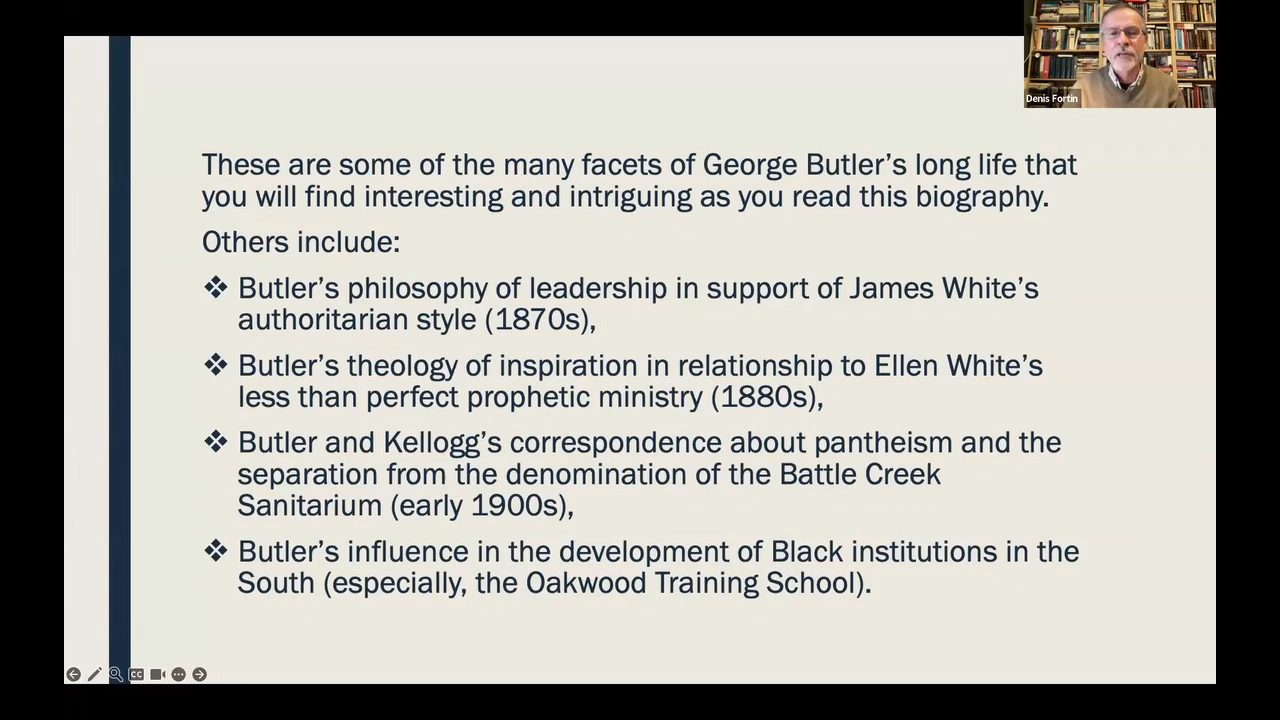 Denis Fortin
These are some of the many facets of George Butler’s long life that
you will find interesting and intriguing as you read this biography.
Others include:
❖ Butler’s philosophy of leadership in support of James White’s
authoritarian style (1870s),
❖ Butler’s theology of inspiration in relationship to Ellen White’s
less than perfect prophetic ministry (1880s),
❖ Butler and Kellogg’s correspondence about pantheism and the
separation from the denomination of the Battle Creek
Sanitarium (early 1900s),
❖ Butler’s influence in the development of Black institutions in the
South (especially, the Oakwood Training School).
CC